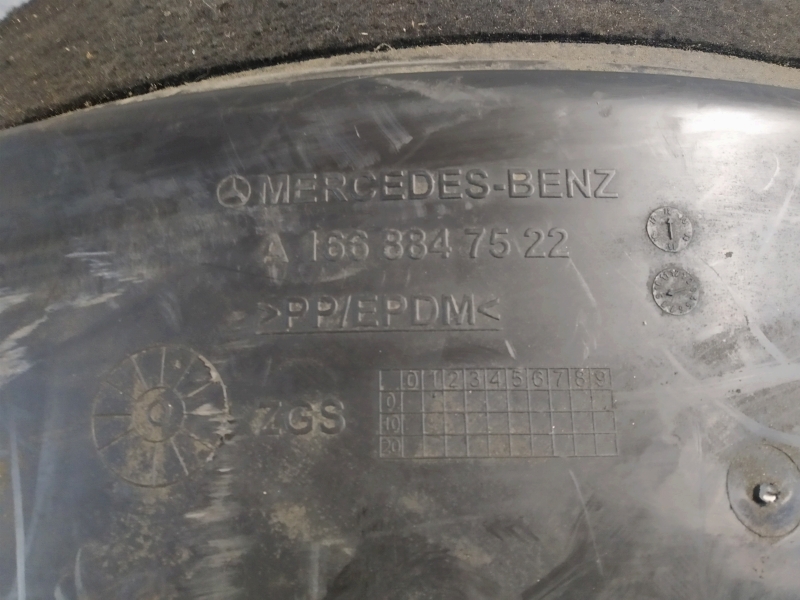 MERCEDES-BENZ
A 166 884 75 22
>PP/EPDM<
ZGS
0 1 2 3 4 5 6 7 8 9
0
10
20